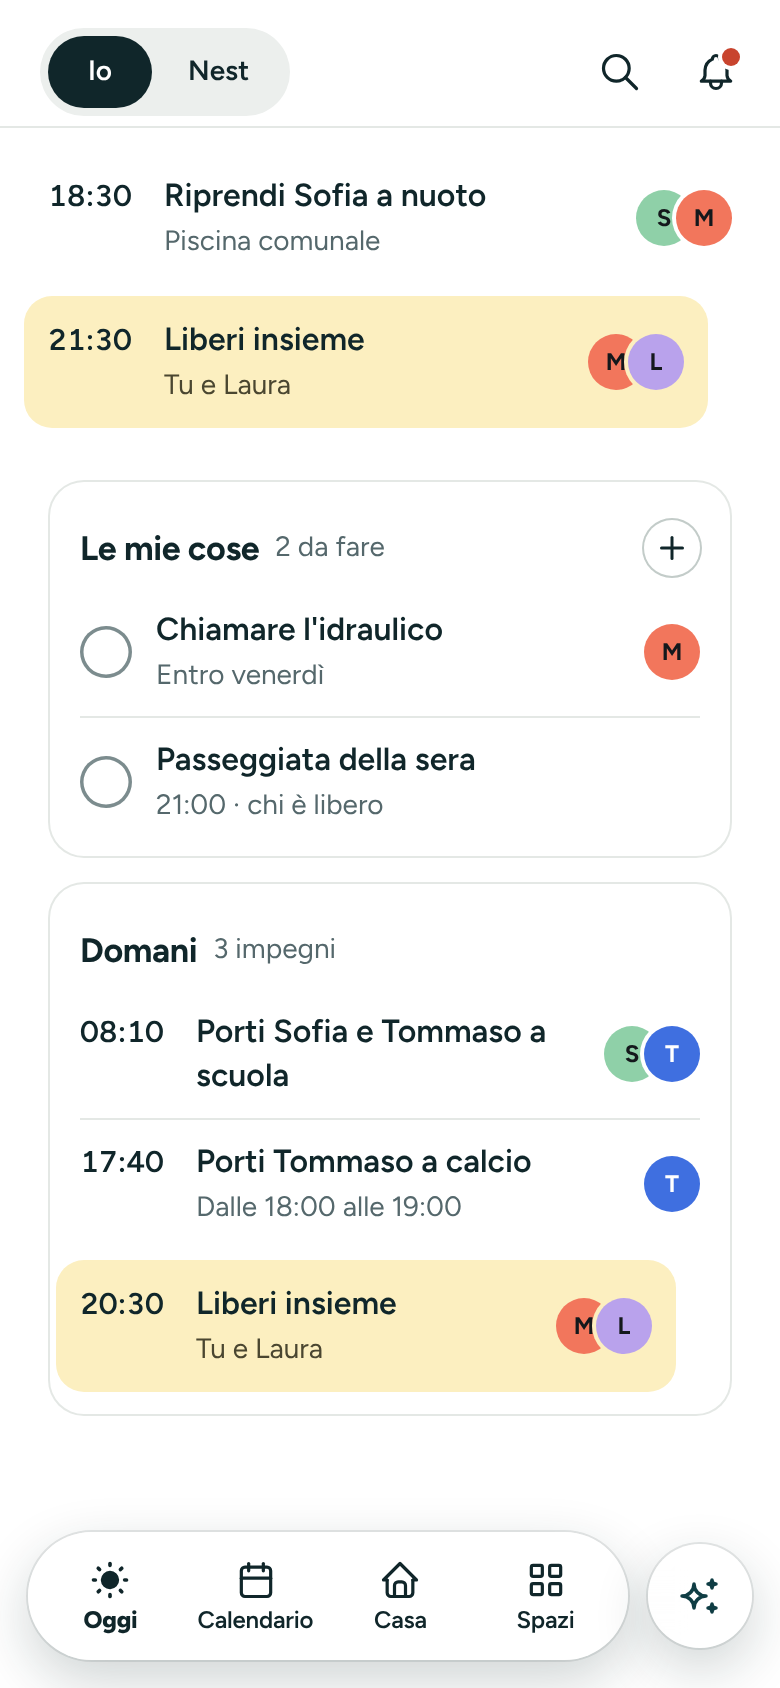 Io
Nest
18:30
Riprendi Sofia a nuoto
Piscina comunale
S
M
21:30
Liberi insieme
Tu e Laura
M
L
Le mie cose
2 da fare
Chiamare l'idraulico
Entro venerdì
M
Passeggiata della sera
21:00 · chi è libero
Domani
3 impegni
08:10
Porti Sofia e Tommaso a
scuola
S
T
17:40
Porti Tommaso a calcio
Dalle 18:00 alle 19:00
T
20:30
Liberi insieme
Tu e Laura
M
L
Oggi
Calendario
Casa
Spazi